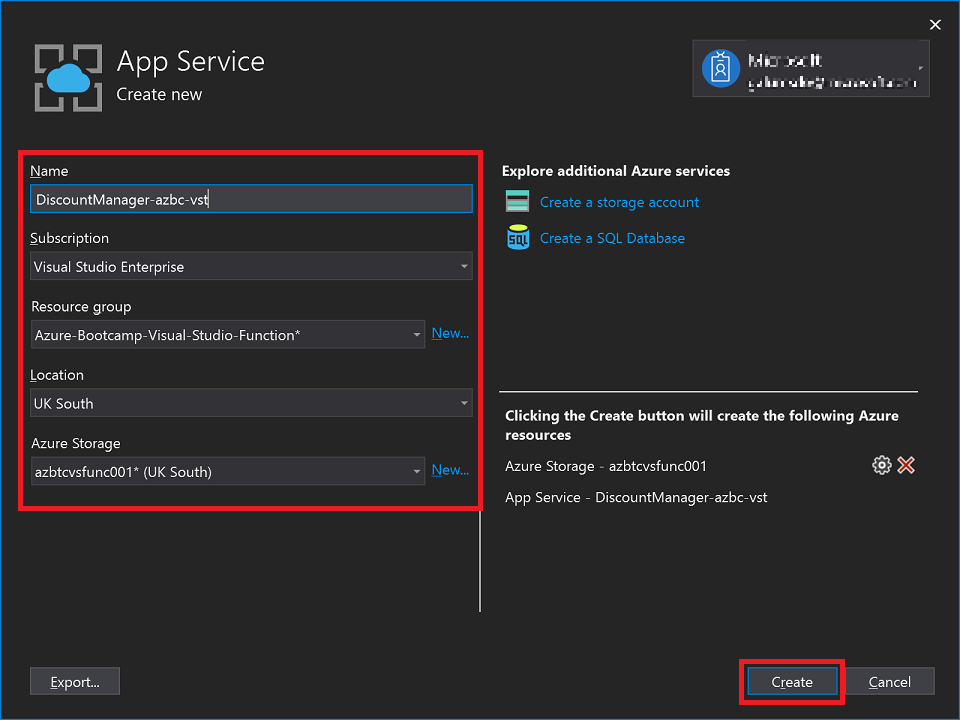 App Service
Create new
Name
DiscountManager-azbc-vst
Subscription
Visual Studio Enterprise
Resource group
Azure-Bootcamp-Visual-Studio-Function*
New...
Location
UK South
Azure Storage
azbtcvsfunc001* (UK South)
New...
Explore additional Azure services
Create a storage account
SQL
Create a SQL Database
Clicking the Create button will create the following Azure
resources
Azure Storage - azbtcvsfunc001
App Service - DiscountManager-azbc-vst
Export...
Create
Cancel